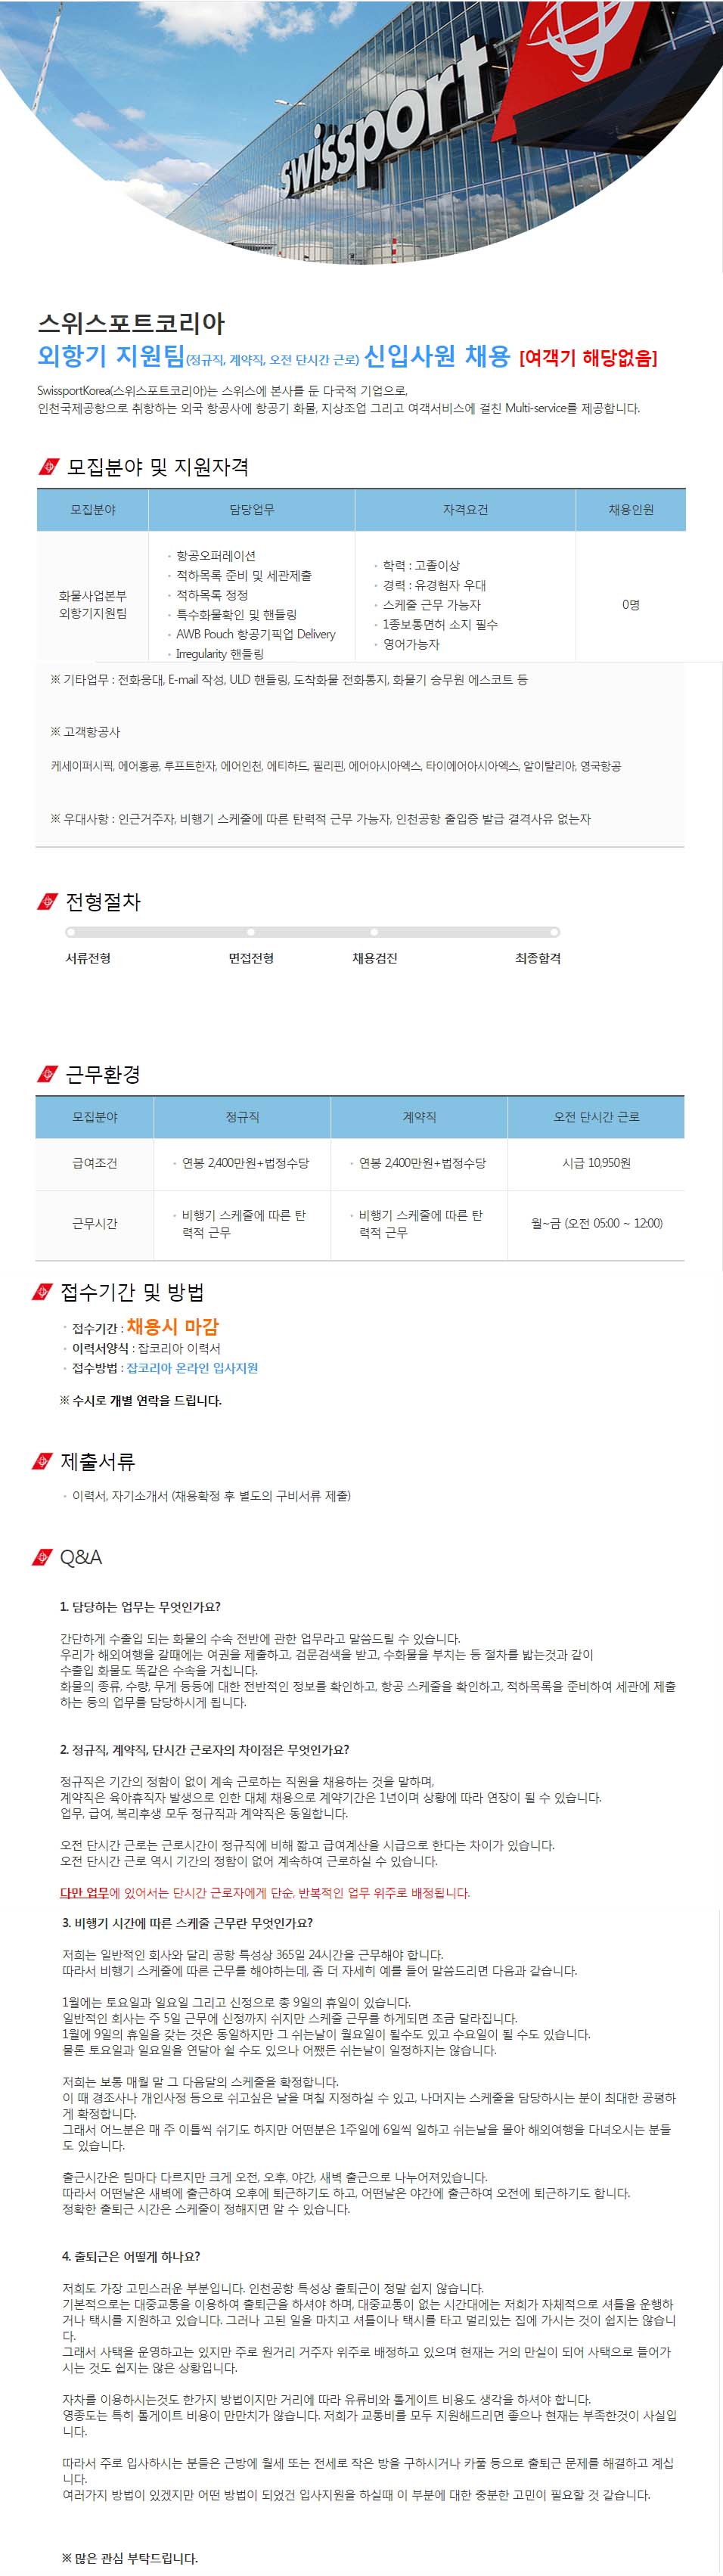 swissport
스위스포트코리아
외항기 지원팀(정규직, 계약직, 오전 단시간 근로) 신입사원 채용 [여객기 해당없음]
SwissportKorea(스위스포트코리아)는 스위스에 본사를 둔 다국적 기업으로,
인천국제공항으로 취항하는 외국 항공사에 항공기 화물, 지상조업 그리고 여객서비스에 걸친 Multi-service를 제공합니다.
모집분야 및 지원자격
모집분야 담당업무 자격요건 채용인원
화물사업본부
외항기지원팀
• 항공오퍼레이션
• 적하목록 준비 및 세관제출
• 적하목록 정정
• 특수화물확인 및 핸들링
• AWB Pouch 항공기픽업 Delivery
• Irregularity 핸들링
• 학력 : 고졸이상
• 경력 : 유경험자 우대
• 스케줄 근무 가능자
• 1종보통면허 소지 필수
• 영어가능자
0명
※ 기타업무 : 전화응대, E-mail 작성, ULD 핸들링, 도착화물 전화통지, 화물기 승무원 에스코트 등
※ 고객항공사
케세이퍼시픽, 에어홍콩, 루프트한자, 에어인천, 에티하드, 필리핀, 에어아시아엑스, 타이에어아시아엑스, 알이탈리아, 영국항공
※ 우대사항 : 인근거주자, 비행기 스케줄에 따른 탄력적 근무 가능자, 인천공항 출입증 발급 결격사유 없는자
전형절차
서류전형 면접전형 채용검진 최종합격
근무환경
모집분야 정규직 계약직 오전 단시간 근로
급여조건 • 연봉 2,400만원+법정수당 • 연봉 2,400만원+법정수당 시급 10,950원
근무시간 • 비행기 스케줄에 따른 탄력적 근무 • 비행기 스케줄에 따른 탄력적 근무 월~금 (오전 05:00 ~ 12:00)
접수기간 및 방법
• 접수기간 : 채용시 마감
• 이력서양식 : 잡코리아 이력서
• 접수방법 : 잡코리아 온라인 입사지원
※ 수시로 개별 연락을 드립니다.
제출서류
• 이력서, 자기소개서 (채용확정 후 별도의 구비서류 제출)
Q&A
1. 담당하는 업무는 무엇인가요?
간단하게 수출입 되는 화물의 수속 전반에 관한 업무라고 말씀드릴 수 있습니다.
우리가 해외여행을 갈때에는 여권을 제출하고, 검문검색을 받고, 수화물을 부치는 등 절차를 밟는것과 같이
수출입 화물도 똑같은 수속을 거칩니다.
화물의 종류, 수량, 무게 등등에 대한 전반적인 정보를 확인하고, 항공 스케줄을 확인하고, 적하목록을 준비하여 세관에 제출
하는 등의 업무를 담당하시게 됩니다.
2. 정규직, 계약직, 단시간 근로자의 차이점은 무엇인가요?
정규직은 기간의 정함이 없이 계속 근로하는 직원을 채용하는 것을 말하며,
계약직은 육아휴직자 발생으로 인한 대체 채용으로 계약기간은 1년이며 상황에 따라 연장이 될 수 있습니다.
업무, 급여, 복리후생 모두 정규직과 계약직은 동일합니다.
오전 단시간 근로는 근로시간이 정규직에 비해 짧고 급여계산을 시급으로 한다는 차이가 있습니다.
오전 단시간 근로 역시 기간의 정함이 없어 계속하여 근로하실 수 있습니다.
다만 업무에 있어서는 단시간 근로자에게 단순, 반복적인 업무 위주로 배정됩니다.
3. 비행기 시간에 따른 스케줄 근무란 무엇인가요?
저희는 일반적인 회사와 달리 공항 특성상 365일 24시간을 근무해야 합니다.
따라서 비행기 스케줄에 따른 근무를 해야하는데, 좀 더 자세히 예를 들어 말씀드리면 다음과 같습니다.
1월에는 토요일과 일요일 그리고 신정으로 총 9일의 휴일이 있습니다.
일반적인 회사는 주 5일 근무에 신정까지 쉬지만 스케줄 근무를 하게되면 조금 달라집니다.
1월에 9일의 휴일을 갖는 것은 동일하지만 그 쉬는날이 월요일이 될수도 있고 수요일이 될 수도 있습니다.
물론 토요일과 일요일을 연달아 쉴 수도 있으나 어쨌든 쉬는날이 일정하지는 않습니다.
저희는 보통 매월 말 그 다음달의 스케줄을 확정합니다.
이 때 경조사나 개인사정 등으로 쉬고싶은 날을 며칠 지정하실 수 있고, 나머지는 스케줄을 담당하시는 분이 최대한 공평하
게 확정합니다.
그래서 어느분은 매 주 이틀씩 쉬기도 하지만 어떤분은 1주일에 6일씩 일하고 쉬는날을 몰아 해외여행을 다녀오시는 분들
도 있습니다.
출근시간은 팀마다 다르지만 크게 오전, 오후, 야간, 새벽 출근으로 나누어져있습니다.
따라서 어떤날은 새벽에 출근하여 오후에 퇴근하기도 하고, 어떤날은 야간에 출근하여 오전에 퇴근하기도 합니다.
정확한 출퇴근 시간은 스케줄이 정해지면 알 수 있습니다.
4. 출퇴근은 어떻게 하나요?
저희도 가장 고민스러운 부분입니다. 인천공항 특성상 출퇴근이 정말 쉽지 않습니다.
기본적으로는 대중교통을 이용하여 출퇴근을 하셔야 하며, 대중교통이 없는 시간대에는 저희가 자체적으로 셔틀을 운행하
거나 택시를 지원하고 있습니다. 그러나 고된 일을 마치고 셔틀이나 택시를 타고 멀리있는 집에 가시는 것이 쉽지는 않습니
다.
그래서 사택을 운영하고는 있지만 주로 원거리 거주자 위주로 배정하고 있으며 현재는 거의 만실이 되어 사택으로 들어가
시는 것도 쉽지는 않은 상황입니다.
자차를 이용하시는것도 한가지 방법이지만 거리에 따라 유류비와 톨게이트 비용도 생각을 하셔야 합니다.
영종도는 특히 톨게이트 비용이 만만치가 않습니다. 저희가 교통비를 모두 지원해드리면 좋으나 현재는 부족한것이 사실입
니다.
따라서 주로 입사하시는 분들은 근방에 월세 또는 전세로 작은 방을 구하시거나 카풀 등으로 출퇴근 문제를 해결하고 계십
니다.
여러가지 방법이 있겠지만 어떤 방법이 되었건 입사지원을 하실때 이 부분에 대한 충분한 고민이 필요할 것 같습니다.
※ 많은 관심 부탁드립니다.